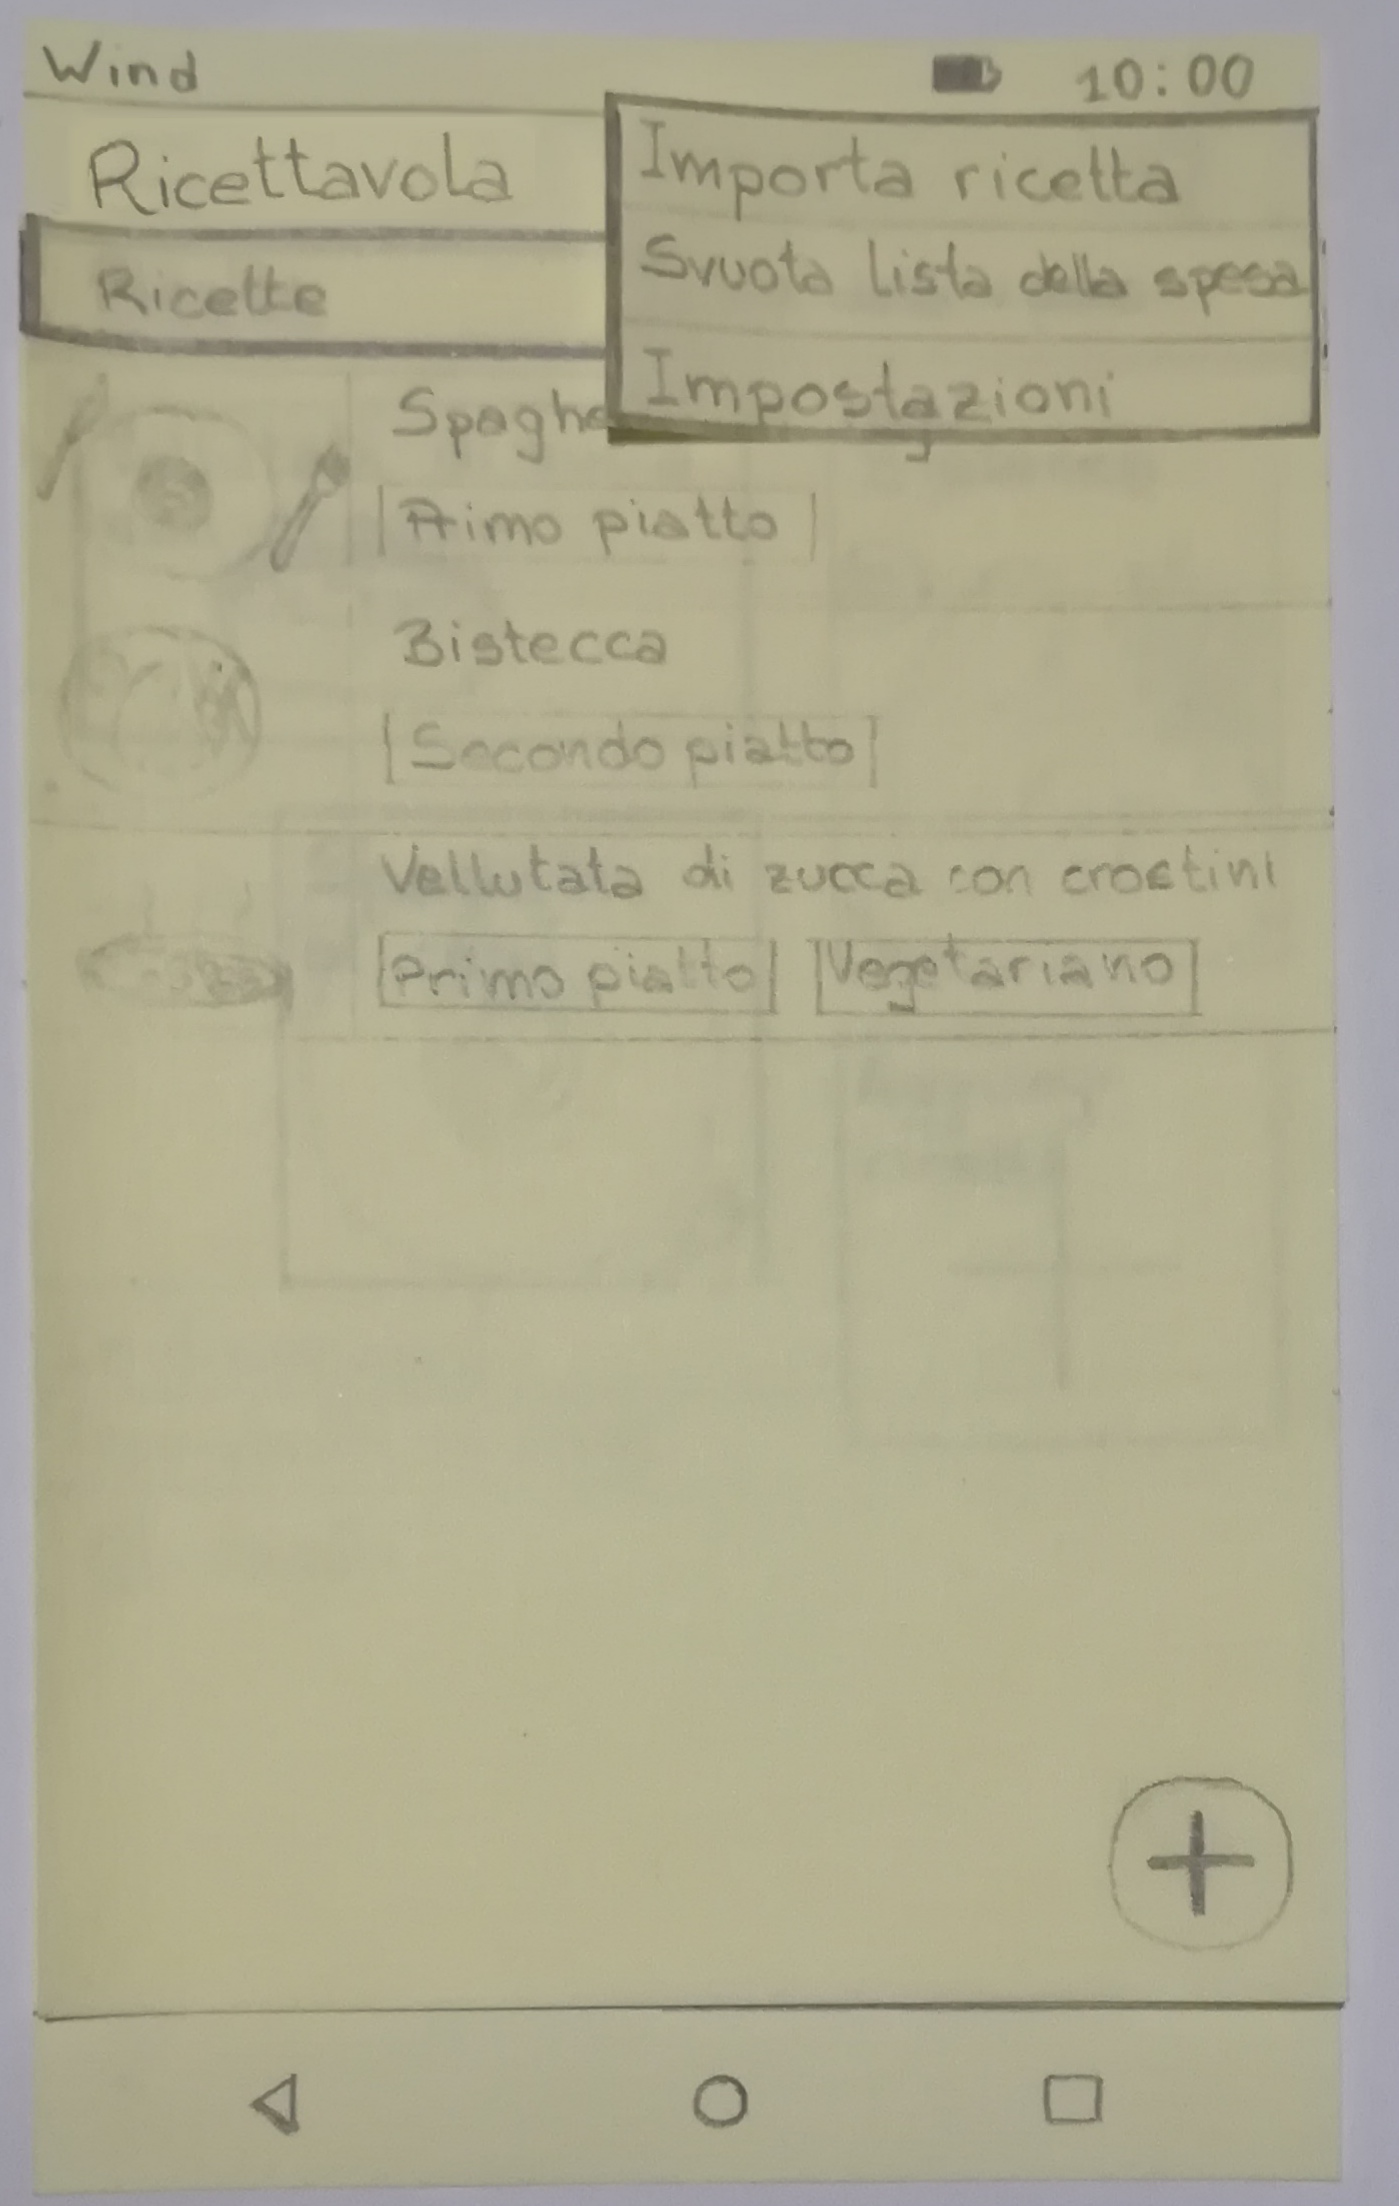 Wind 10:00
Ricettavola
Importa ricetta
Svuota lista della spesa
Impostazioni
Ricette
Spaghe
Primo piatto
Bistecca
Secondo piatto
Vellutata di zucca con crostini
Primo piatto Vegetariano